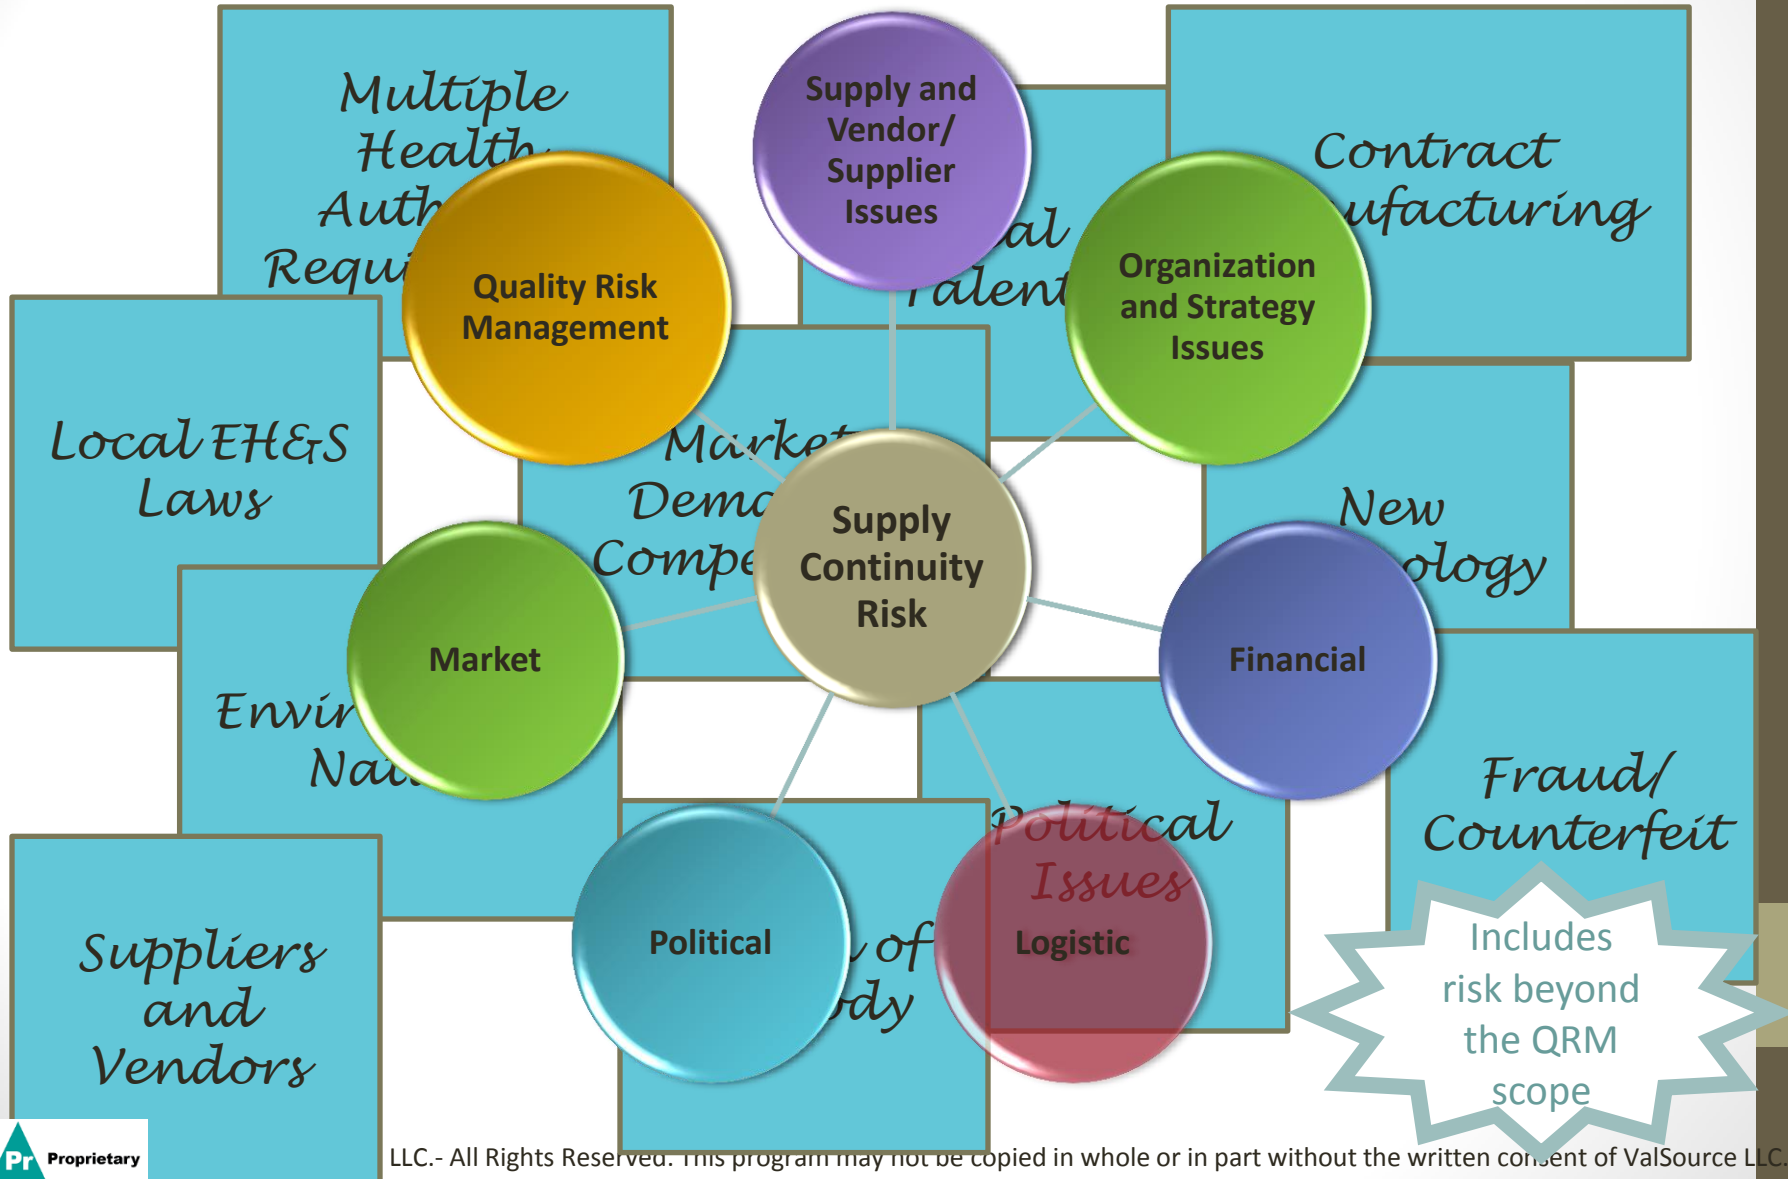 Multiple
Health
Requi
Supply and
Vendor/
Supplier
Issues
Contract
ufacturing
Quality Risk
Management
al
Talent
Organization
and Strategy
Issues
Local EH&S
Laws
Market
Dema
Compe
Supply
Continuity
Risk
New
ology
Market
Financial
Envir
Fraud/
Counterfeit
Political
Issues
Suppliers
and
Vendors
Political
of
ody
Logistic
Includes
risk beyond
the QRM
scope
Pr Proprietary
LLC.- All Rights Reserved. This program may not be copied in whole or in part without the written consent of ValSource LLC.